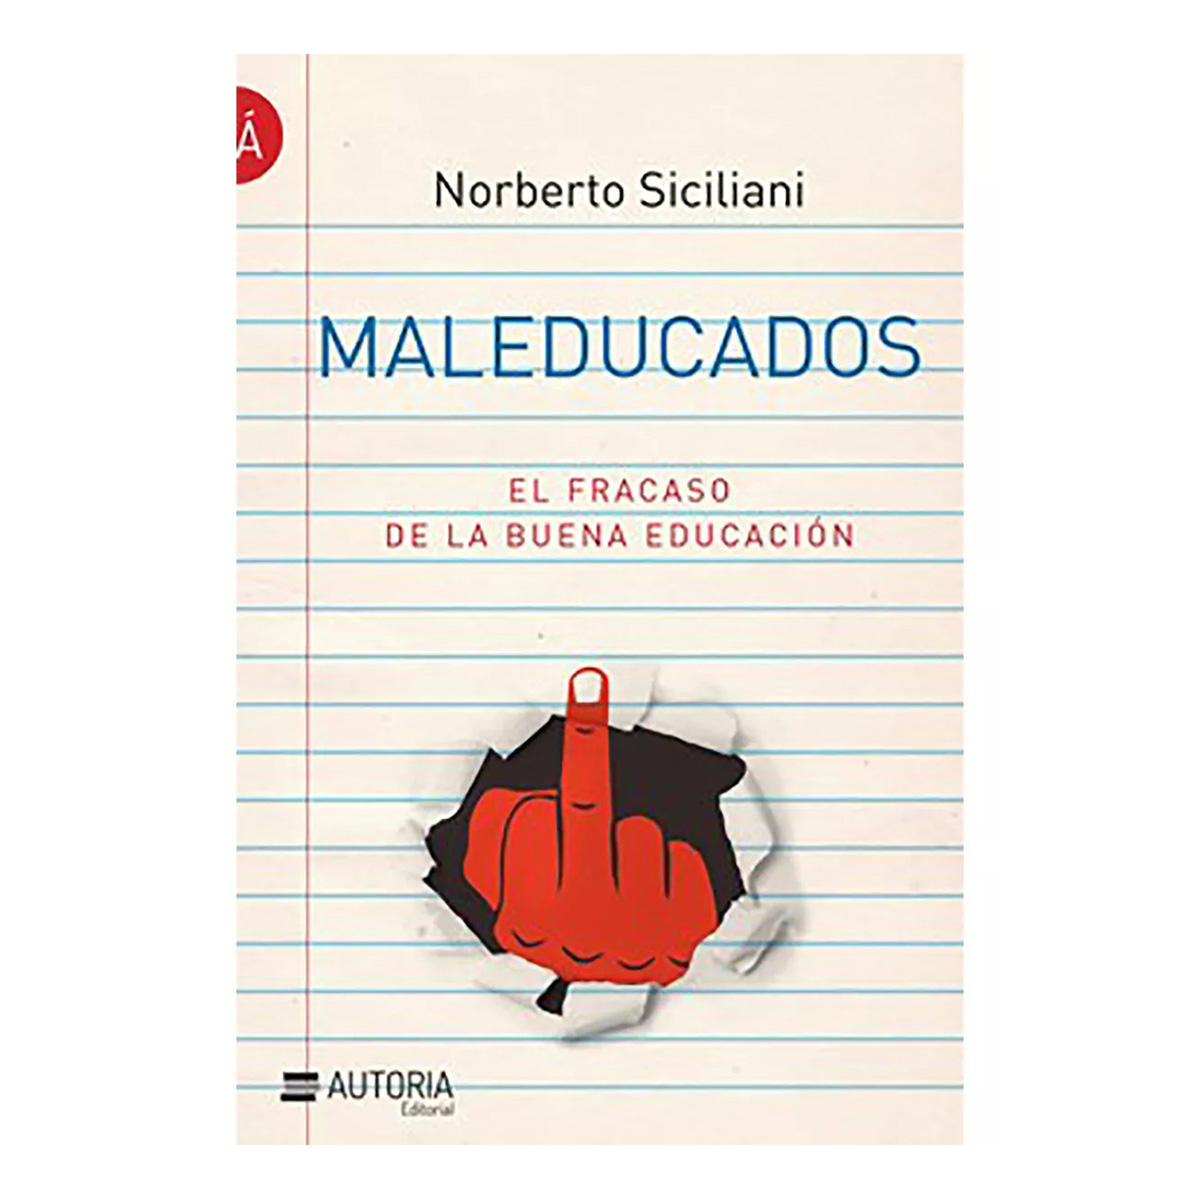 Á
Norberto Siciliani
MALEDUCADOS
EL FRACASO
DE LA BUENA EDUCACIÓN
AUTORIA
Editorial